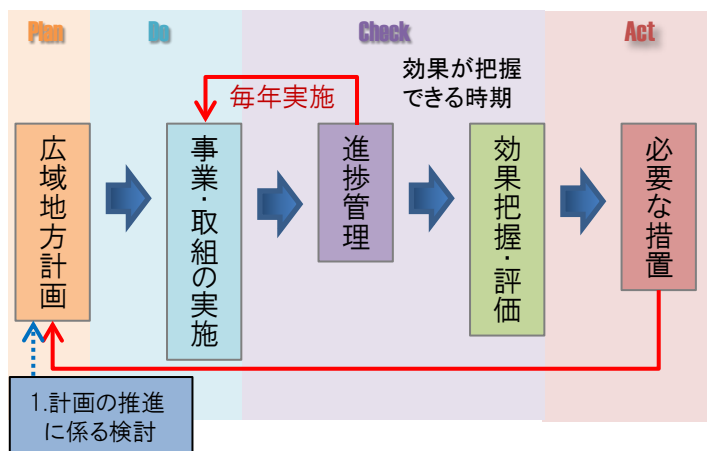 Plan
Do
Check
Act
効果が把握
できる時期
毎年実施
広域地方計画
事業・取組の実施
進捗管理
効果把握・評価
必要な措置
1.計画の推進
に係る検討